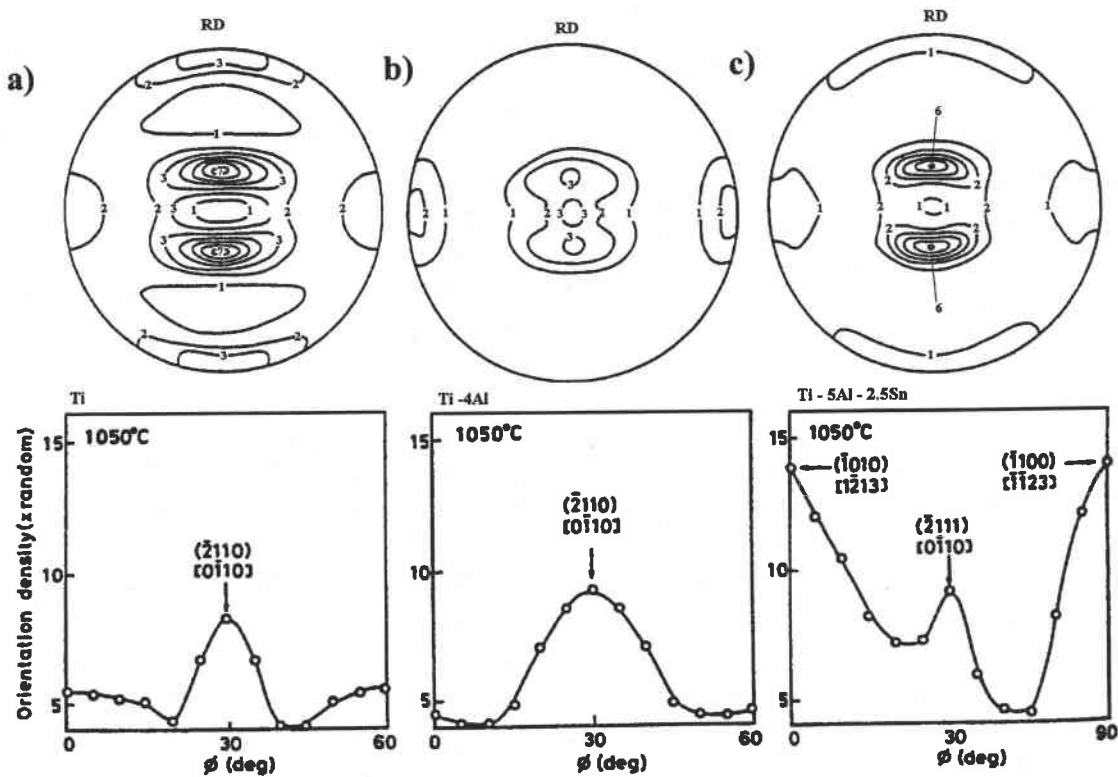 RD
RD
RD
a)
b)
c)
3
2 2
1
3 7 3
2 2 3 1 1 2 2
3 7 3
1
2 3 2
3
1 2 1 2 3 3 2 1 1 2
3
1
6
2 2
1 2 1 2 1
2 2
6
1
Ti
1050°C
(2̄110)
[01̄10]
15
10
5
0 30 60
Orientation density(x random)
ø (deg)
Ti -4Al
1050°C
(2̄110)
[01̄10]
15
10
5
0 30 60
ø (deg)
Ti - 5Al - 2.5Sn
1050°C
(1̄010)
[12̄13]
(1̄100)
[1̄1̄23]
(2̄111)
[01̄10]
15
10
5
0 30 90
ø (deg)